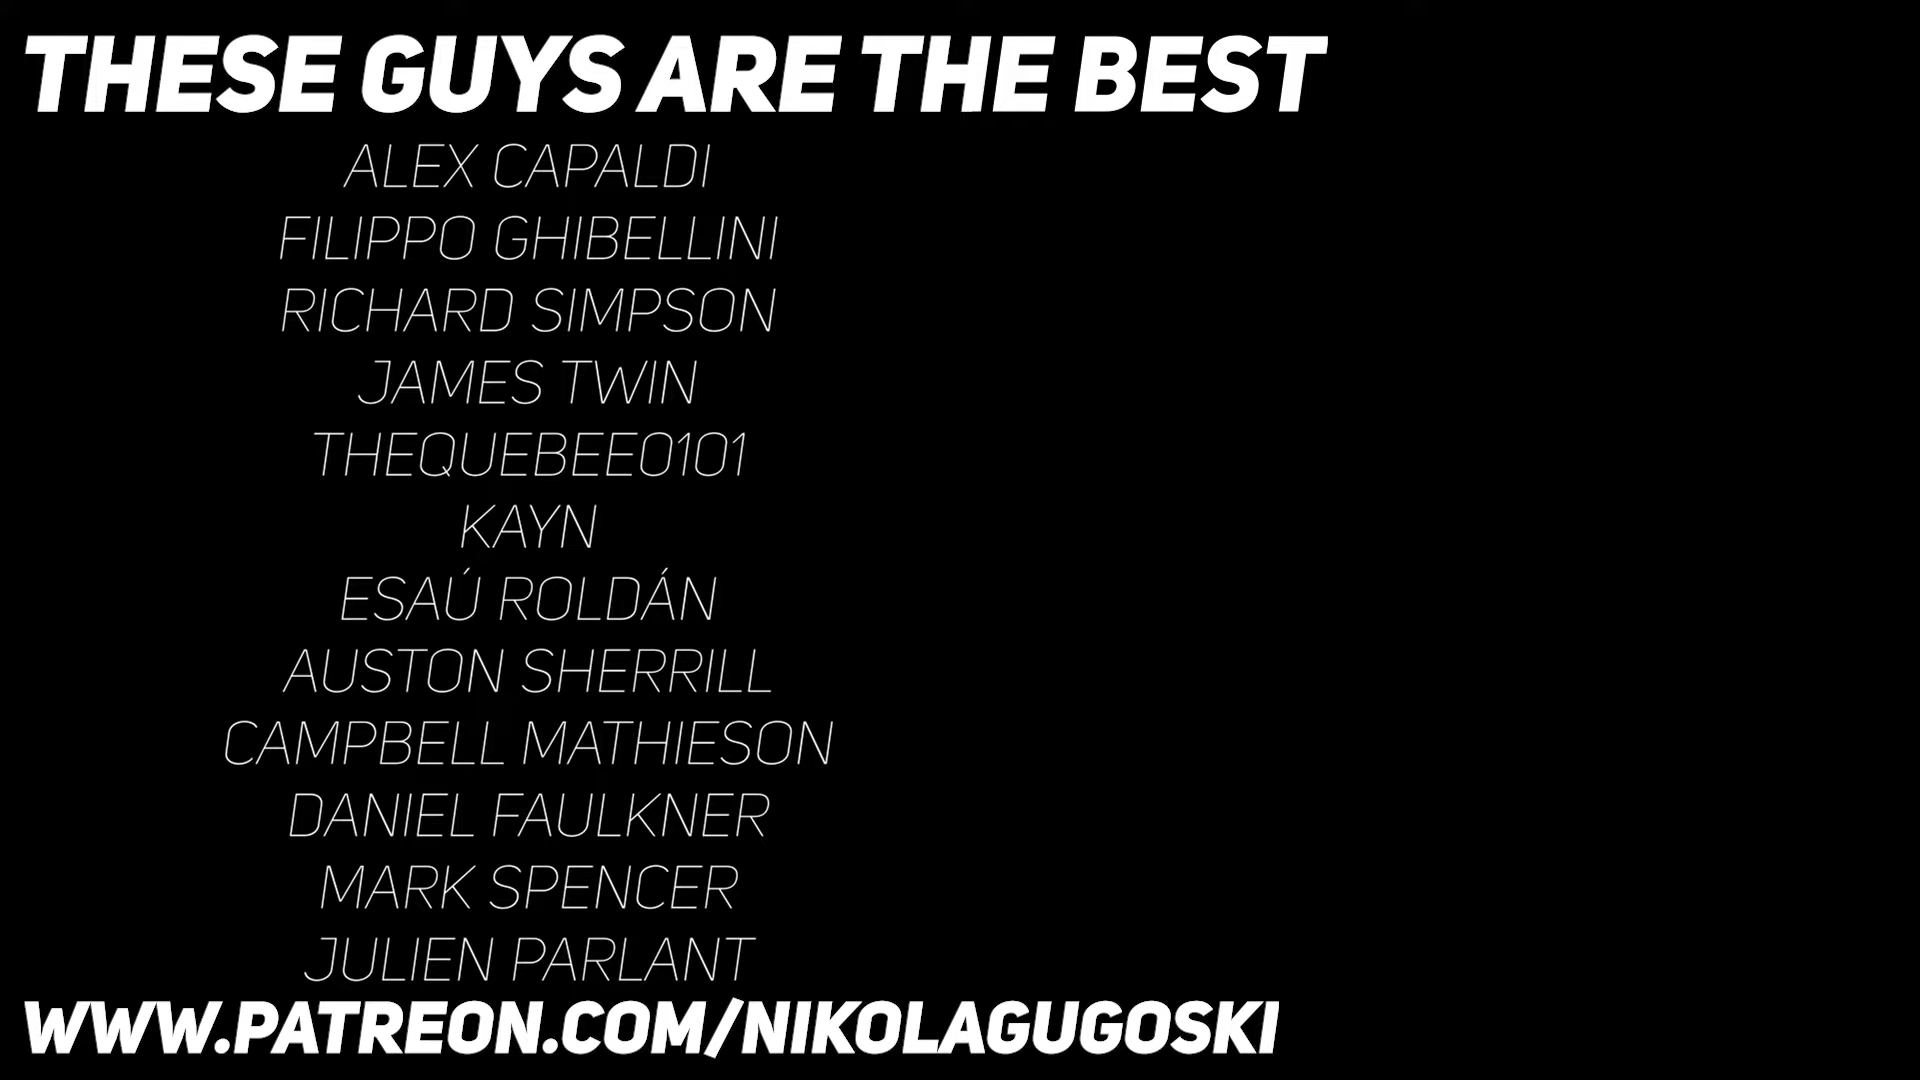 THESE GUYS ARE THE BEST
ALEX CAPALDI
FILIPPO GHIBELLINI
RICHARD SIMPSON
JAMES TWIN
THEQUEBEE0101
KAYN
ESAÚ ROLDÁN
AUSTON SHERRILL
CAMPBELL MATHIESON
DANIEL FAULKNER
MARK SPENCER
JULIEN PARLANT
WWW.PATREON.COM/NIKOLAGUGOSKI